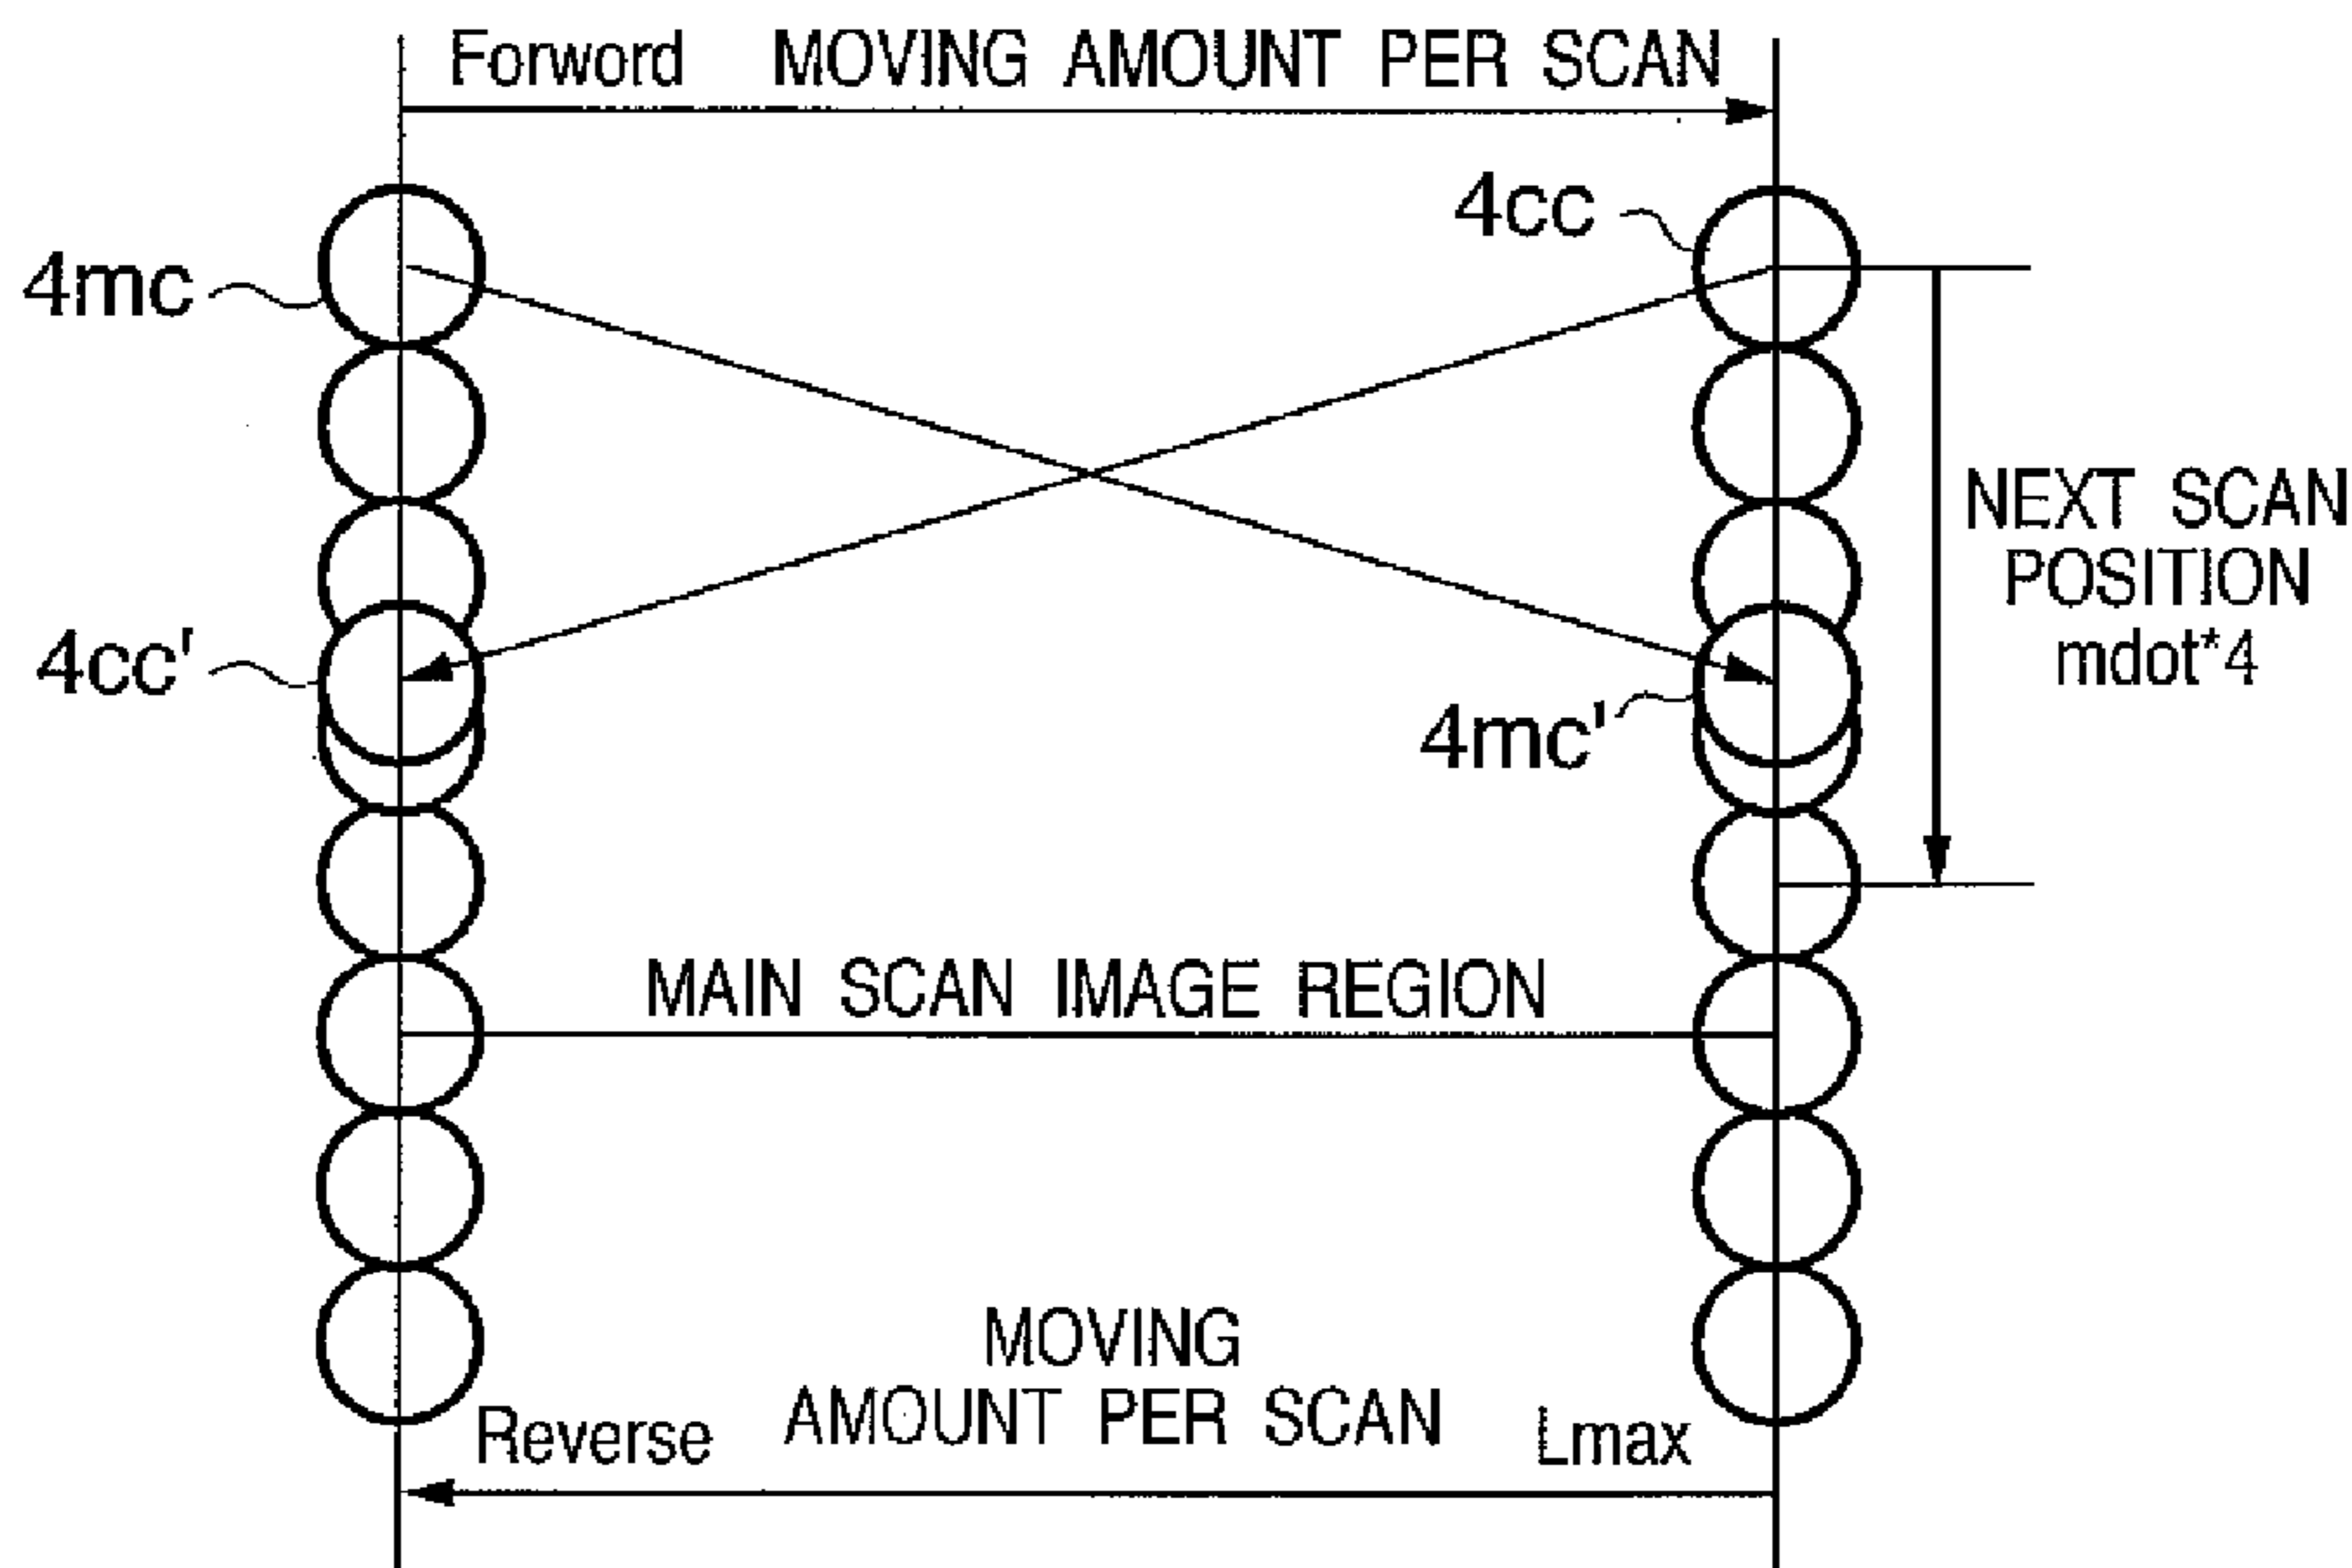 Forword MOVING AMOUNT PER SCAN
4cc
4mc
NEXT SCAN
POSITION
mdot*4
4cc'
4mc'
MAIN SCAN IMAGE REGION
MOVING
AMOUNT PER SCAN
Reverse
Lmax